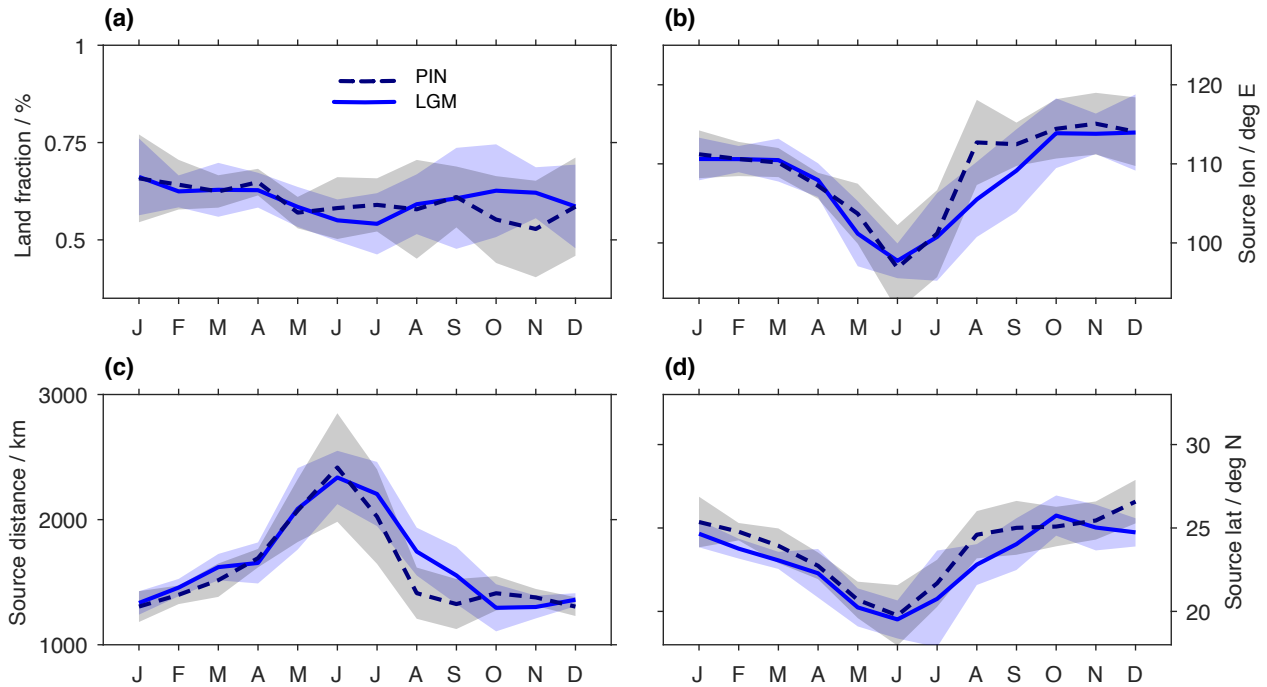 (a)
1
0.75
0.5
Land fraction / %
PIN
LGM
J F M A M J J A S O N D
(b)
120
110
100
Source lon / deg E
J F M A M J J A S O N D
(c)
3000
2000
1000
Source distance / km
J F M A M J J A S O N D
(d)
30
25
20
Source lat / deg N
J F M A M J J A S O N D